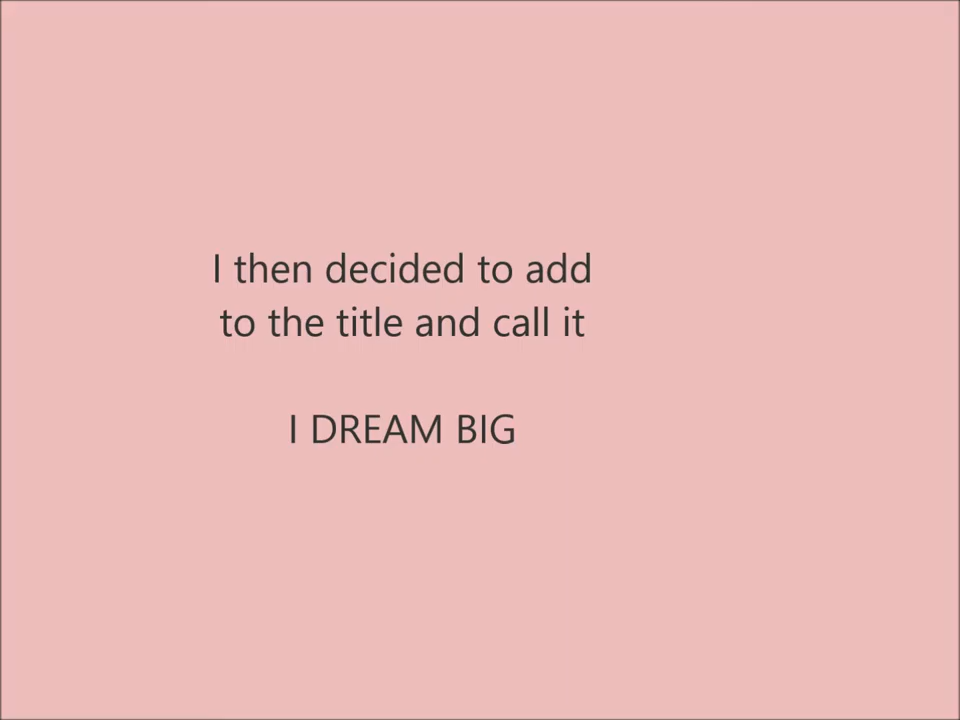 I then decided to add
to the title and call it
I DREAM BIG